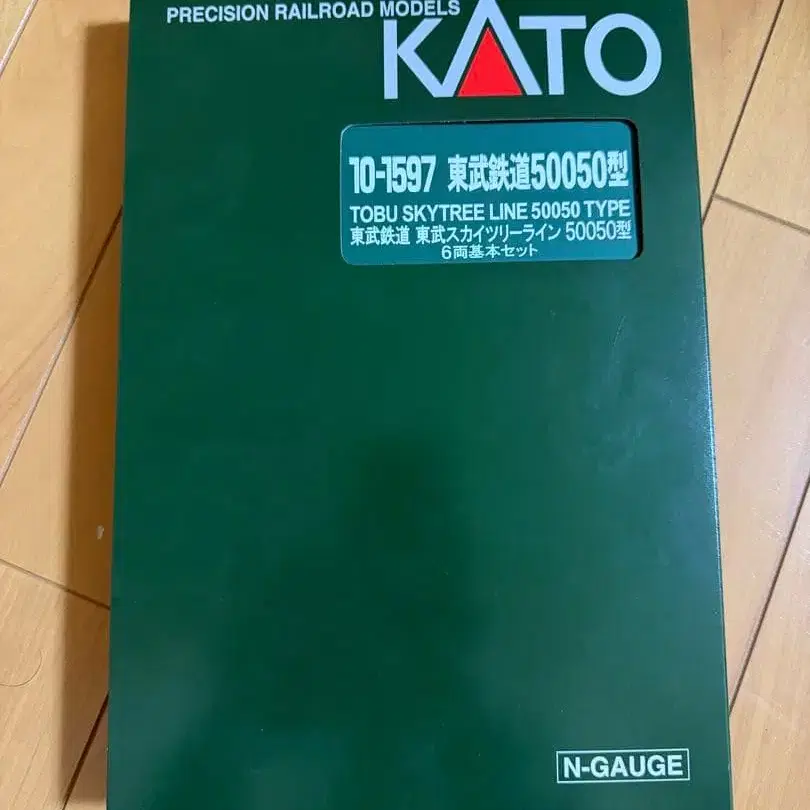 PRECISION RAILROAD MODELS
KATO
10-1597 東武鉄道50050型
TOBU SKYTREE LINE 50050 TYPE
東武鉄道 東武スカイツリーライン 50050型
6両基本セット
N-GAUGE